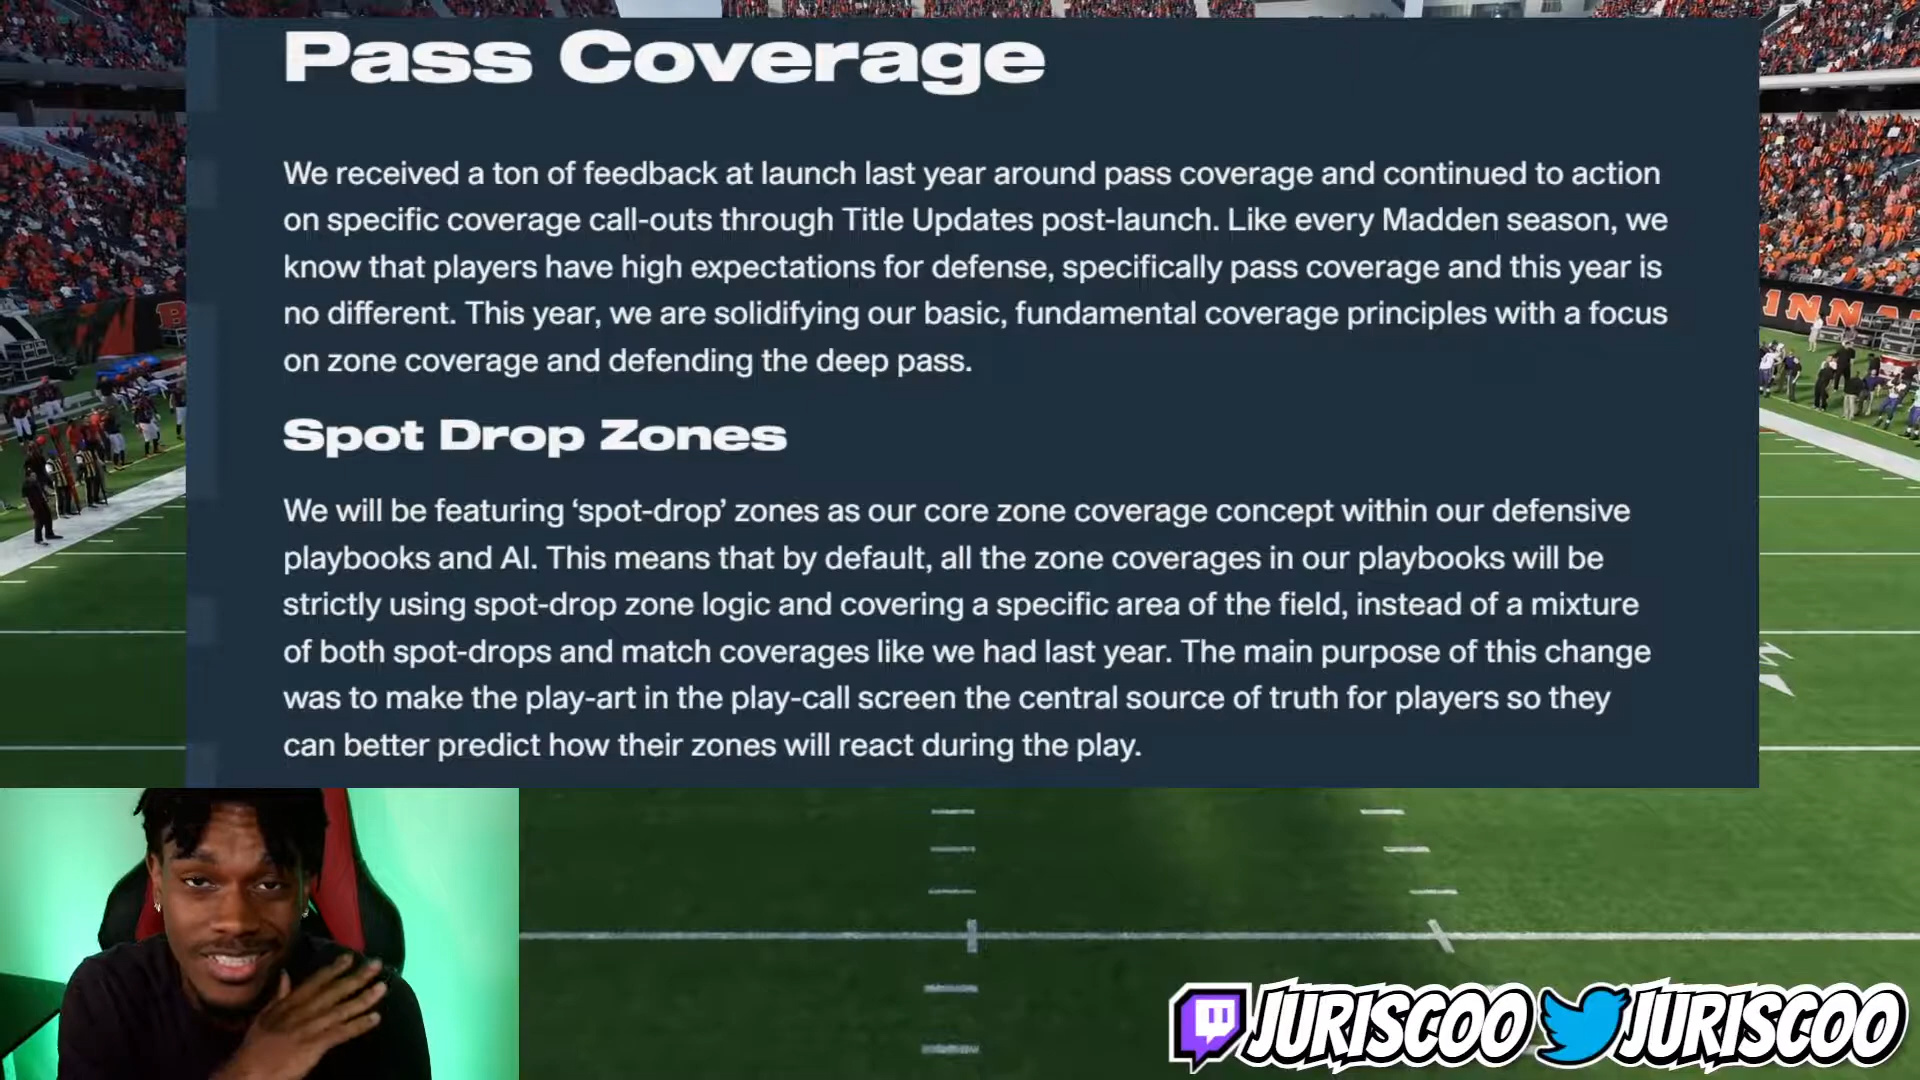 Pass Coverage
We received a ton of feedback at launch last year around pass coverage and continued to action
on specific coverage call-outs through Title Updates post-launch. Like every Madden season, we
know that players have high expectations for defense, specifically pass coverage and this year is
no different. This year, we are solidifying our basic, fundamental coverage principles with a focus
on zone coverage and defending the deep pass.
Spot Drop Zones
We will be featuring ‘spot-drop’ zones as our core zone coverage concept within our defensive
playbooks and AI. This means that by default, all the zone coverages in our playbooks will be
strictly using spot-drop zone logic and covering a specific area of the field, instead of a mixture
of both spot-drops and match coverages like we had last year. The main purpose of this change
was to make the play-art in the play-call screen the central source of truth for players so they
can better predict how their zones will react during the play.
INNA
JURISCOO JURISCOO